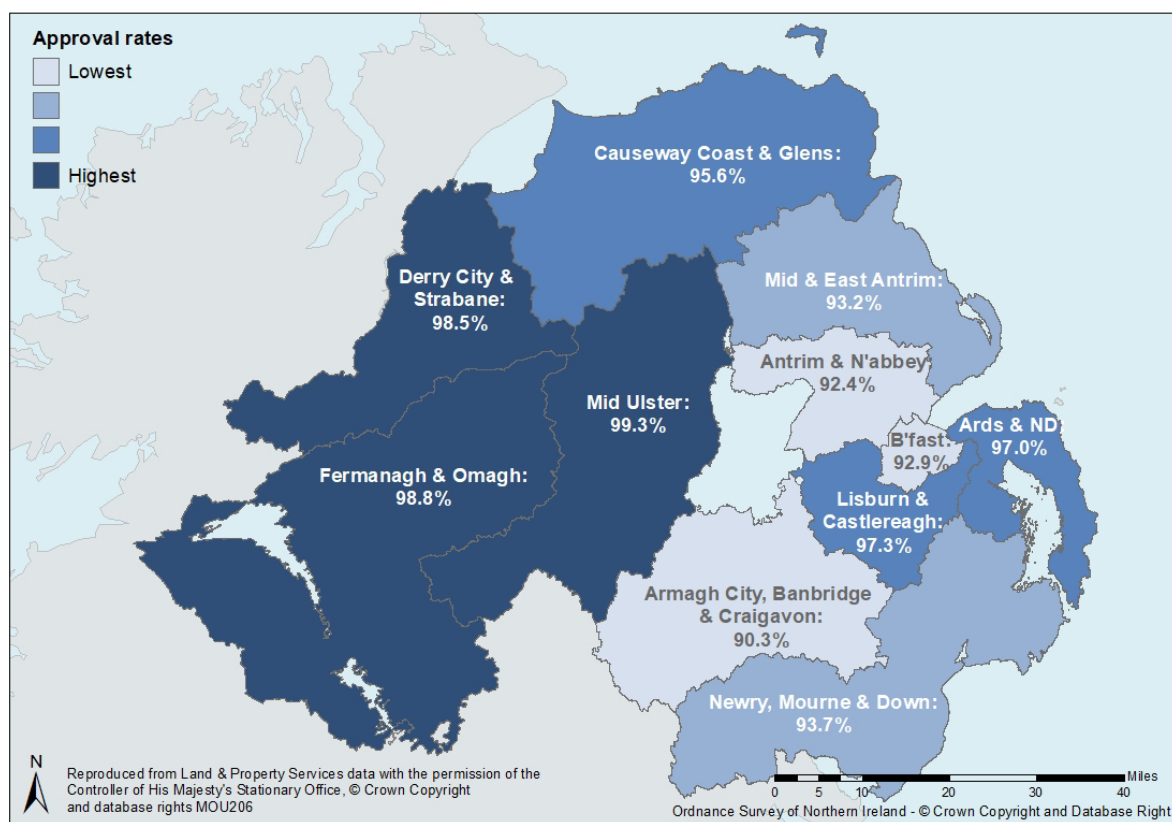 Approval rates
Lowest
Highest
Causeway Coast & Glens:
95.6%
Derry City &
Strabane:
98.5%
Mid & East Antrim:
93.2%
Antrim & N'abbey
92.4%
Mid Ulster:
99.3%
B'fast:
92.9%
Ards & ND
97.0%
Fermanagh & Omagh:
98.8%
Lisburn &
Castlereagh:
97.3%
Armagh City, Banbridge
& Craigavon:
90.3%
Newry, Mourne & Down:
93.7%
N
Reproduced from Land & Property Services data with the permission of the
Controller of His Majesty's Stationary Office, © Crown Copyright
and database rights MOU206
Miles
0 5 10 20 30 40
Ordnance Survey of Northern Ireland - © Crown Copyright and Database Right